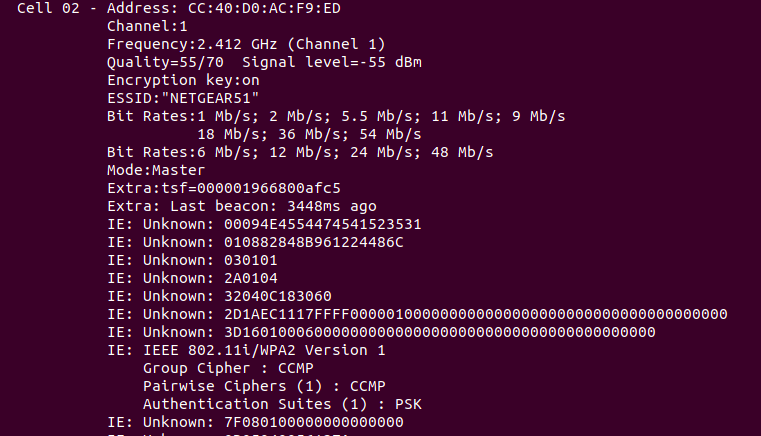 Cell 02 - Address: CC:40:D0:AC:F9:ED
Channel:1
Frequency:2.412 GHz (Channel 1)
Quality=55/70  Signal level=-55 dBm
Encryption key:on
ESSID:"NETGEAR51"
Bit Rates:1 Mb/s; 2 Mb/s; 5.5 Mb/s; 11 Mb/s; 9 Mb/s
18 Mb/s; 36 Mb/s; 54 Mb/s
Bit Rates:6 Mb/s; 12 Mb/s; 24 Mb/s; 48 Mb/s
Mode:Master
Extra:tsf=000001966800afc5
Extra: Last beacon: 3448ms ago
IE: Unknown: 00094E4554474541523531
IE: Unknown: 010882848B961224486C
IE: Unknown: 030101
IE: Unknown: 2A0104
IE: Unknown: 32040C183060
IE: Unknown: 2D1AEC1117FFFF0000010000000000000000000000000000000000000000
IE: Unknown: 3D1601000600000000000000000000000000000000000000
IE: IEEE 802.11i/WPA2 Version 1
Group Cipher : CCMP
Pairwise Ciphers (1) : CCMP
Authentication Suites (1) : PSK
IE: Unknown: 7F080100000000000000